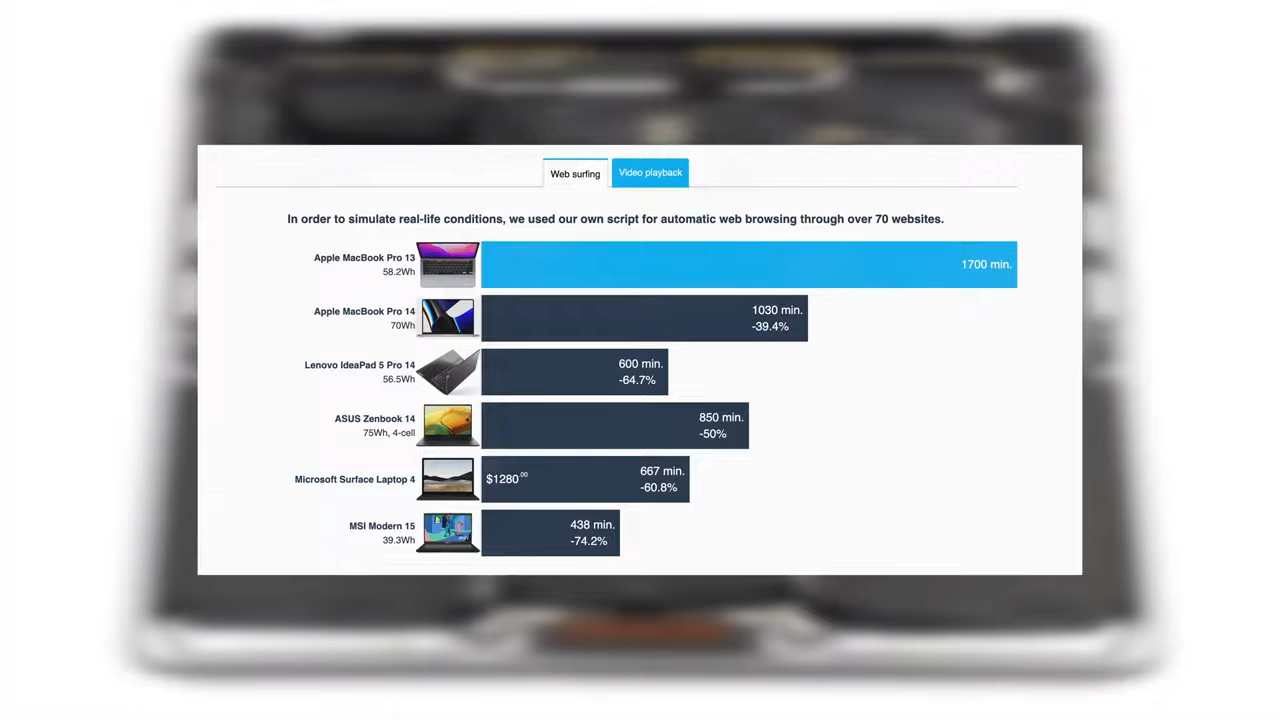 Web surfing
Video playback
In order to simulate real-life conditions, we used our own script for automatic web browsing through over 70 websites.
Apple MacBook Pro 13
58.2Wh
1700 min.
Apple MacBook Pro 14
70Wh
1030 min.
-39.4%
Lenovo IdeaPad 5 Pro 14
56.5Wh
600 min.
-64.7%
ASUS Zenbook 14
75Wh, 4-cell
850 min.
-50%
Microsoft Surface Laptop 4
$1280.00
667 min.
-60.8%
MSI Modern 15
39.3Wh
438 min.
-74.2%